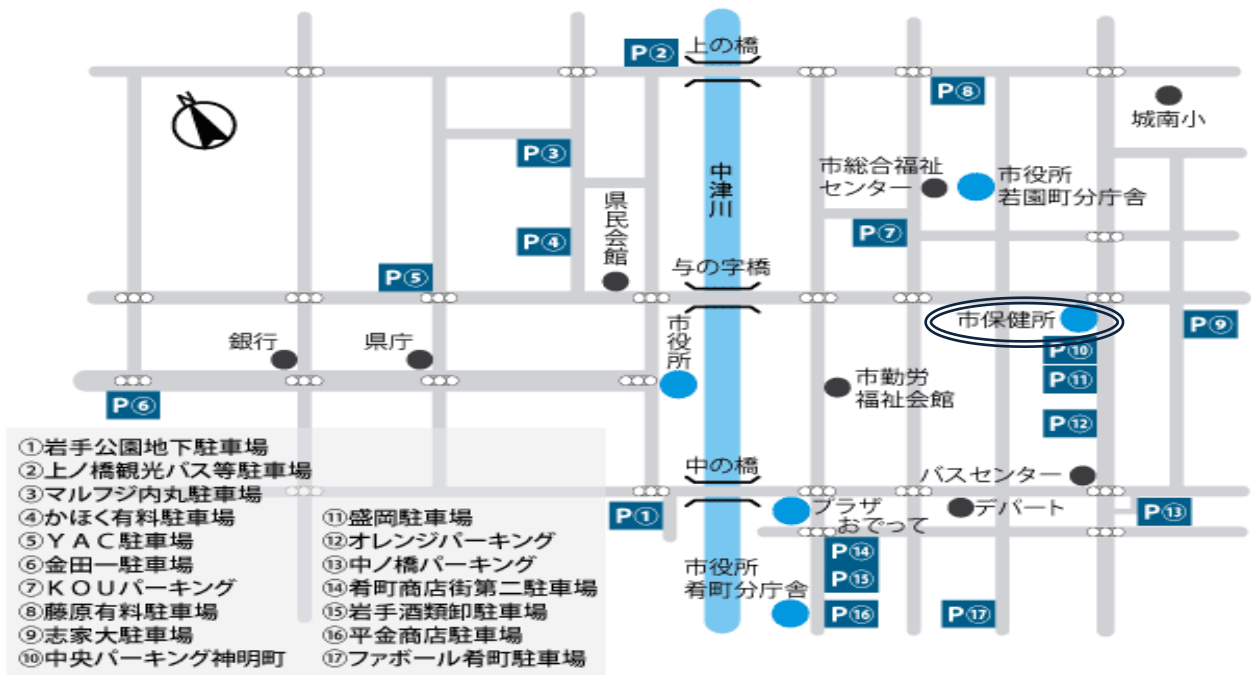 P②
上の橋
N
P⑧
城南小
P③
中津川
市総合福祉
センター
市役所
若園町分庁舎
県民会館
P④
P⑦
P⑤
与の字橋
市保健所
P⑨
銀行
県庁
市役所
P⑩
P⑪
市勤労
福祉会館
P⑥
P⑫
中の橋
バスセンター
P①
プラザ
おでって
デパート
P⑬
P⑭
市役所
肴町分庁舎
P⑮
P⑯
P⑰
①岩手公園地下駐車場
②上ノ橋観光バス等駐車場
③マルフジ内丸駐車場
④かほく有料駐車場
⑤YAC駐車場
⑥金田一駐車場
⑦KOUパーキング
⑧藤原有料駐車場
⑨志家大駐車場
⑩中央パーキング神明町
⑪盛岡駐車場
⑫オレンジパーキング
⑬中ノ橋パーキング
⑭肴町商店街第二駐車場
⑮岩手酒類卸駐車場
⑯平金商店駐車場
⑰ファボール肴町駐車場